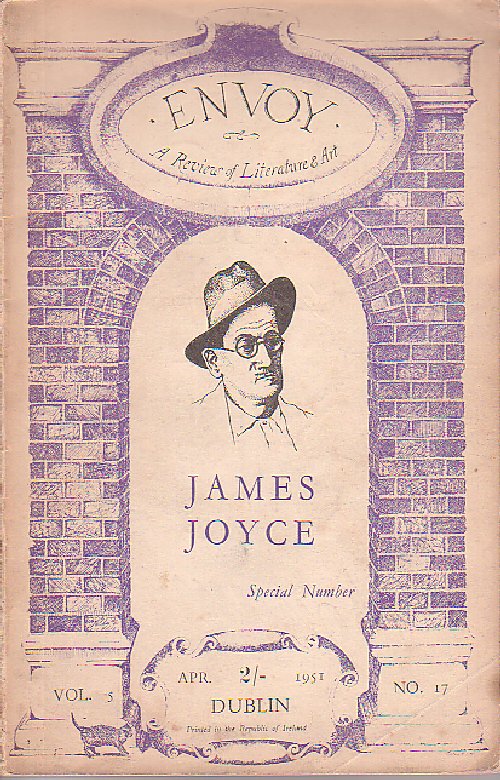 · ENVOY ·
A Review of Literature & Art
JAMES
JOYCE
Special Number
VOL. 5
APR. 2/- 1951
DUBLIN
Printed in the Republic of Ireland
NO. 17